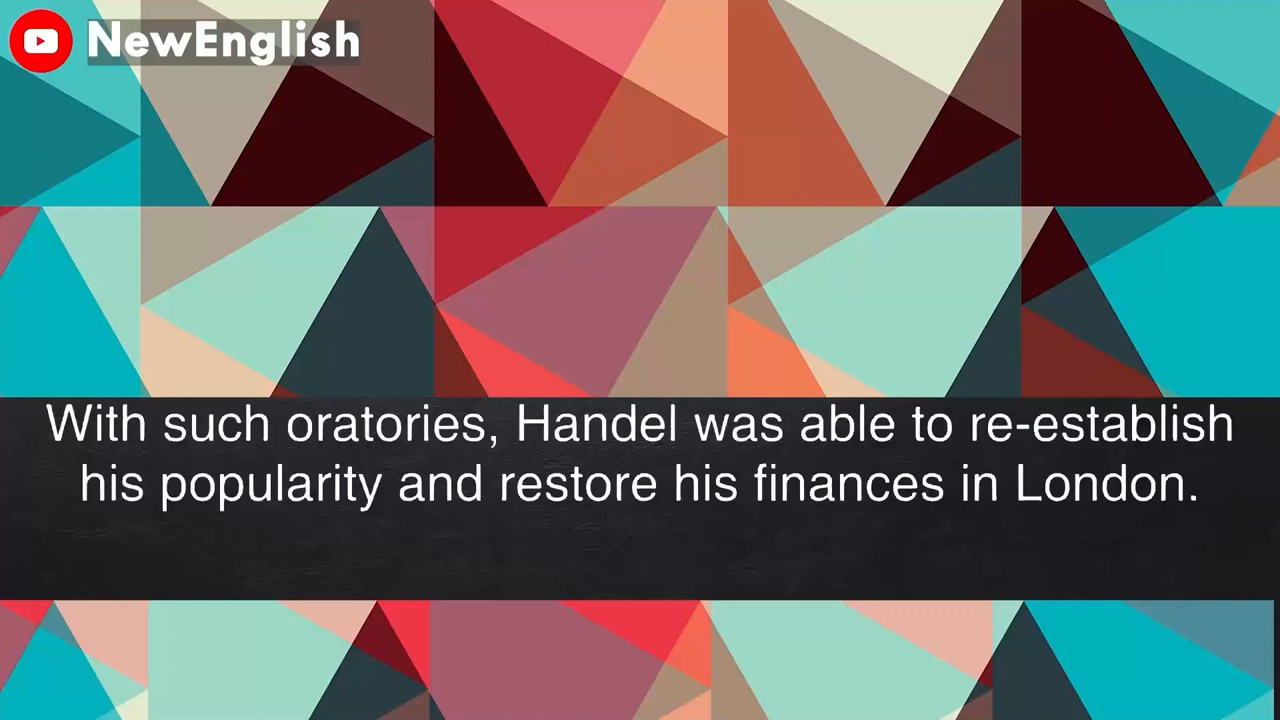 NewEnglish
With such oratories, Handel was able to re-establish
his popularity and restore his finances in London.